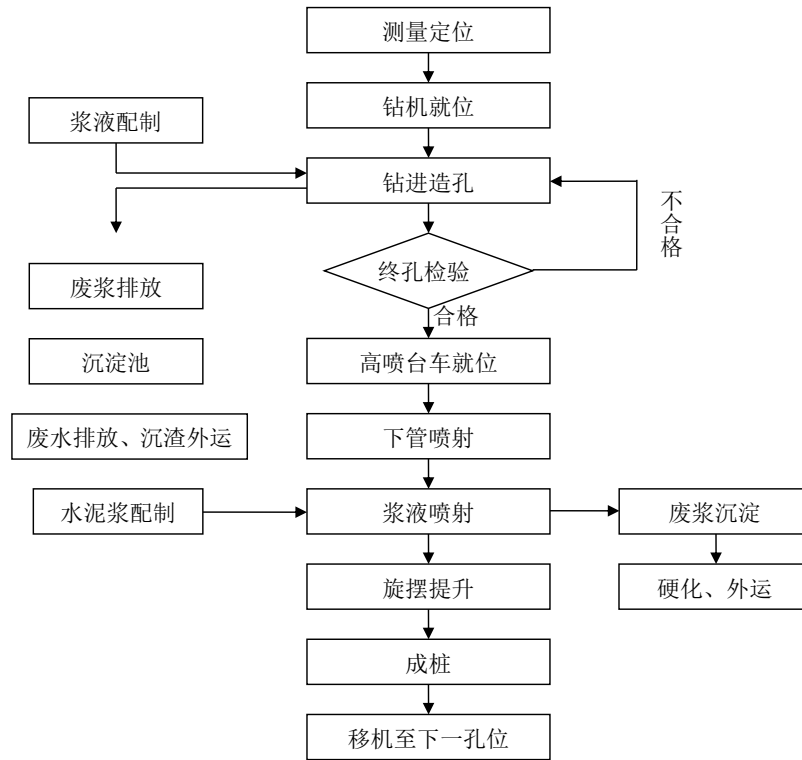 测量定位
钻机就位
浆液配制
钻进造孔
不合格
终孔检验
废浆排放
合格
沉淀池
高喷台车就位
废水排放、沉渣外运
下管喷射
水泥浆配制
浆液喷射
废浆沉淀
旋摆提升
硬化、外运
成桩
移机至下一孔位